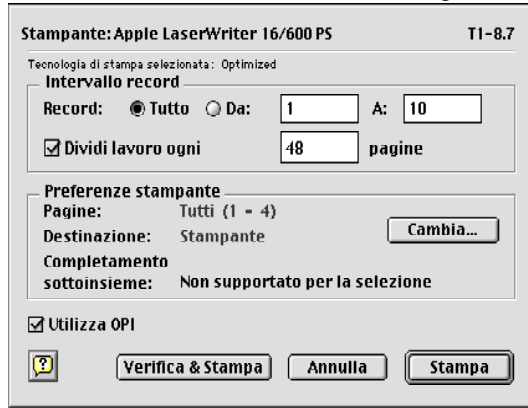 Stampante: Apple LaserWriter 16/600 PS T1-8.7
Tecnologia di stampa selezionata: Optimized
Intervallo record
Record: Tutto Da: 1 A: 10
Dividi lavoro ogni 48 pagine
Preferenze stampante
Pagine: Tutti (1 - 4)
Destinazione: Stampante
Cambia...
Completamento
sottoinsieme: Non supportato per la selezione
Utilizza OPI
? Verifica & Stampa Annulla Stampa